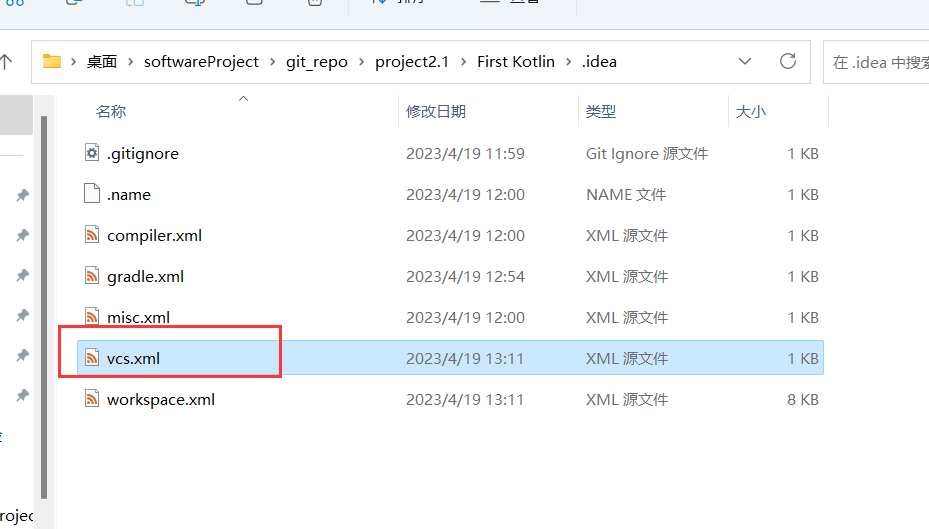 桌面 > softwareProject > git_repo > project2.1 > First Kotlin > .idea
在 .idea 中搜索
名称 修改日期 类型 大小
.gitignore 2023/4/19 11:59 Git Ignore 源文件 1 KB
.name 2023/4/19 12:00 NAME 文件 1 KB
compiler.xml 2023/4/19 12:00 XML 源文件 1 KB
gradle.xml 2023/4/19 12:54 XML 源文件 1 KB
misc.xml 2023/4/19 12:00 XML 源文件 1 KB
vcs.xml 2023/4/19 13:11 XML 源文件 1 KB
workspace.xml 2023/4/19 13:11 XML 源文件 8 KB